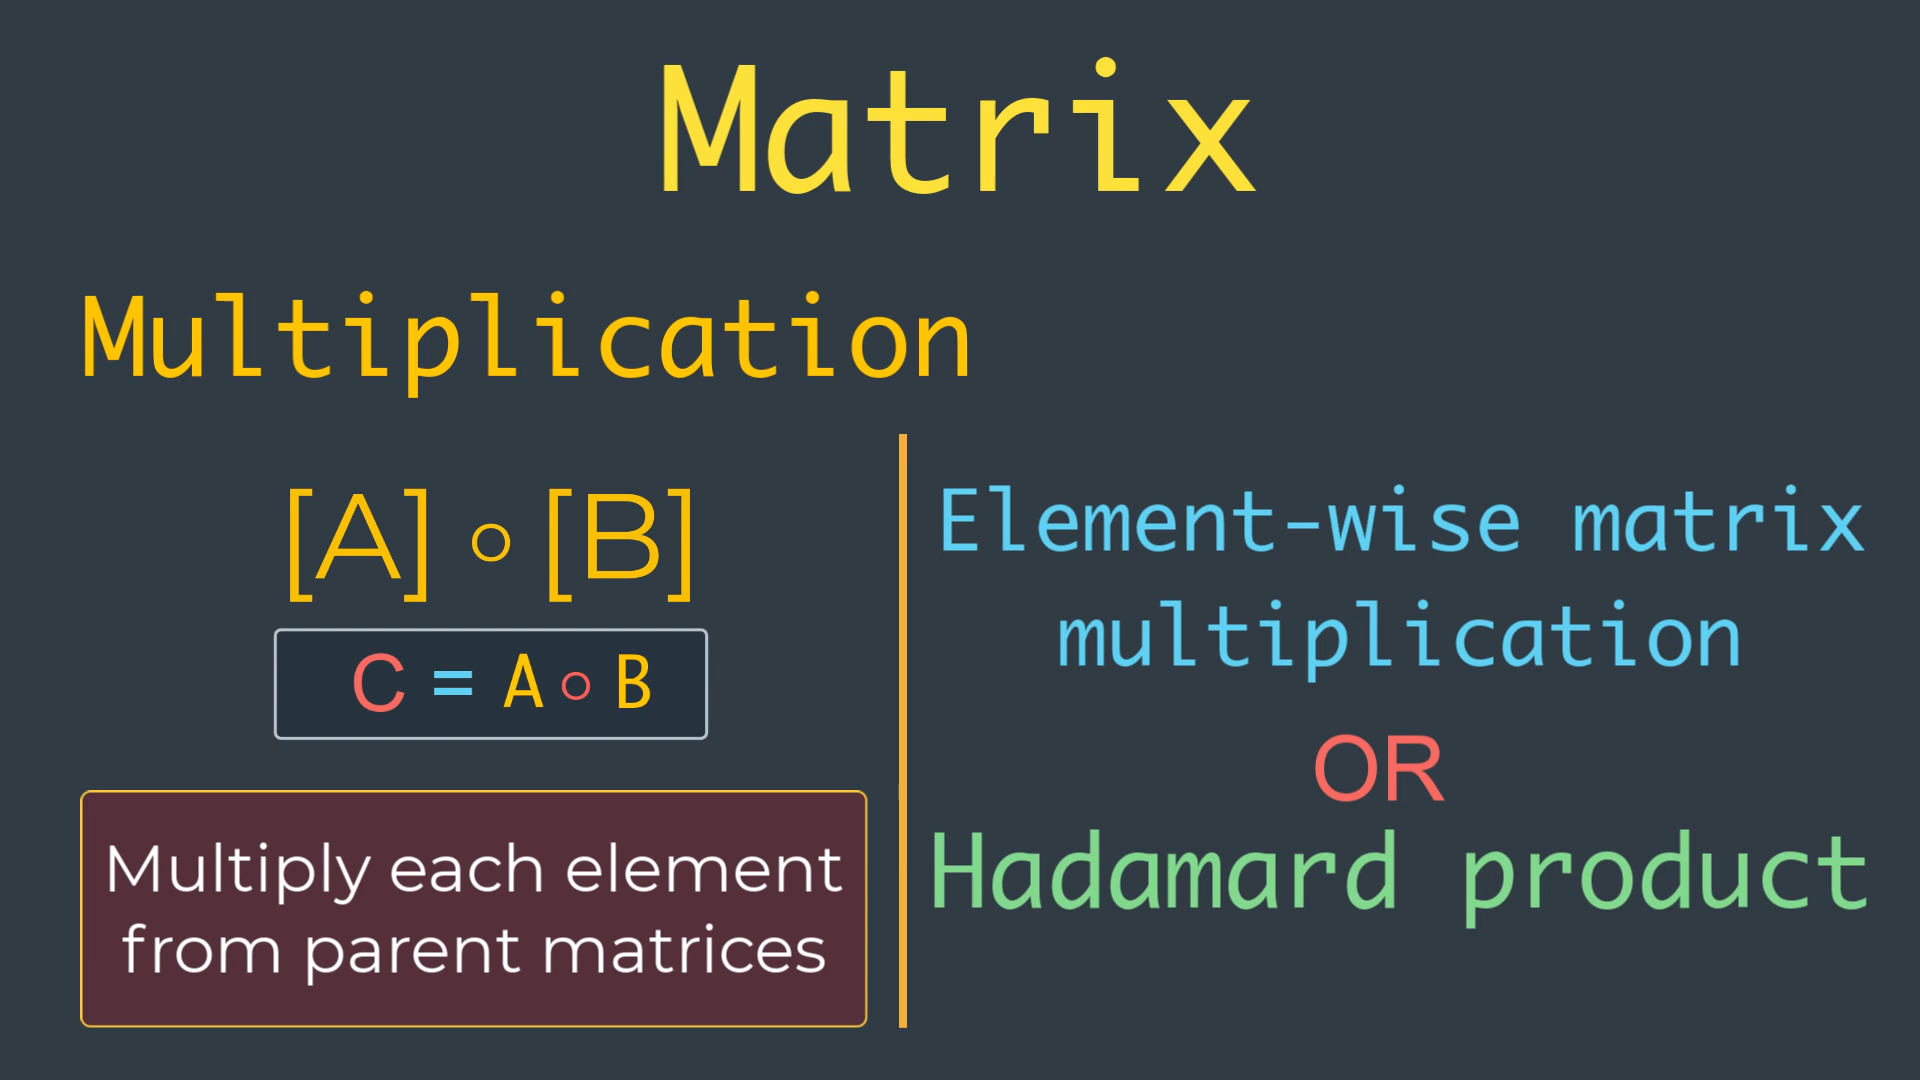 Matrix
Multiplication
[A] ∘ [B]
C = A ∘ B
Multiply each element
from parent matrices
Element-wise matrix
multiplication
OR
Hadamard product